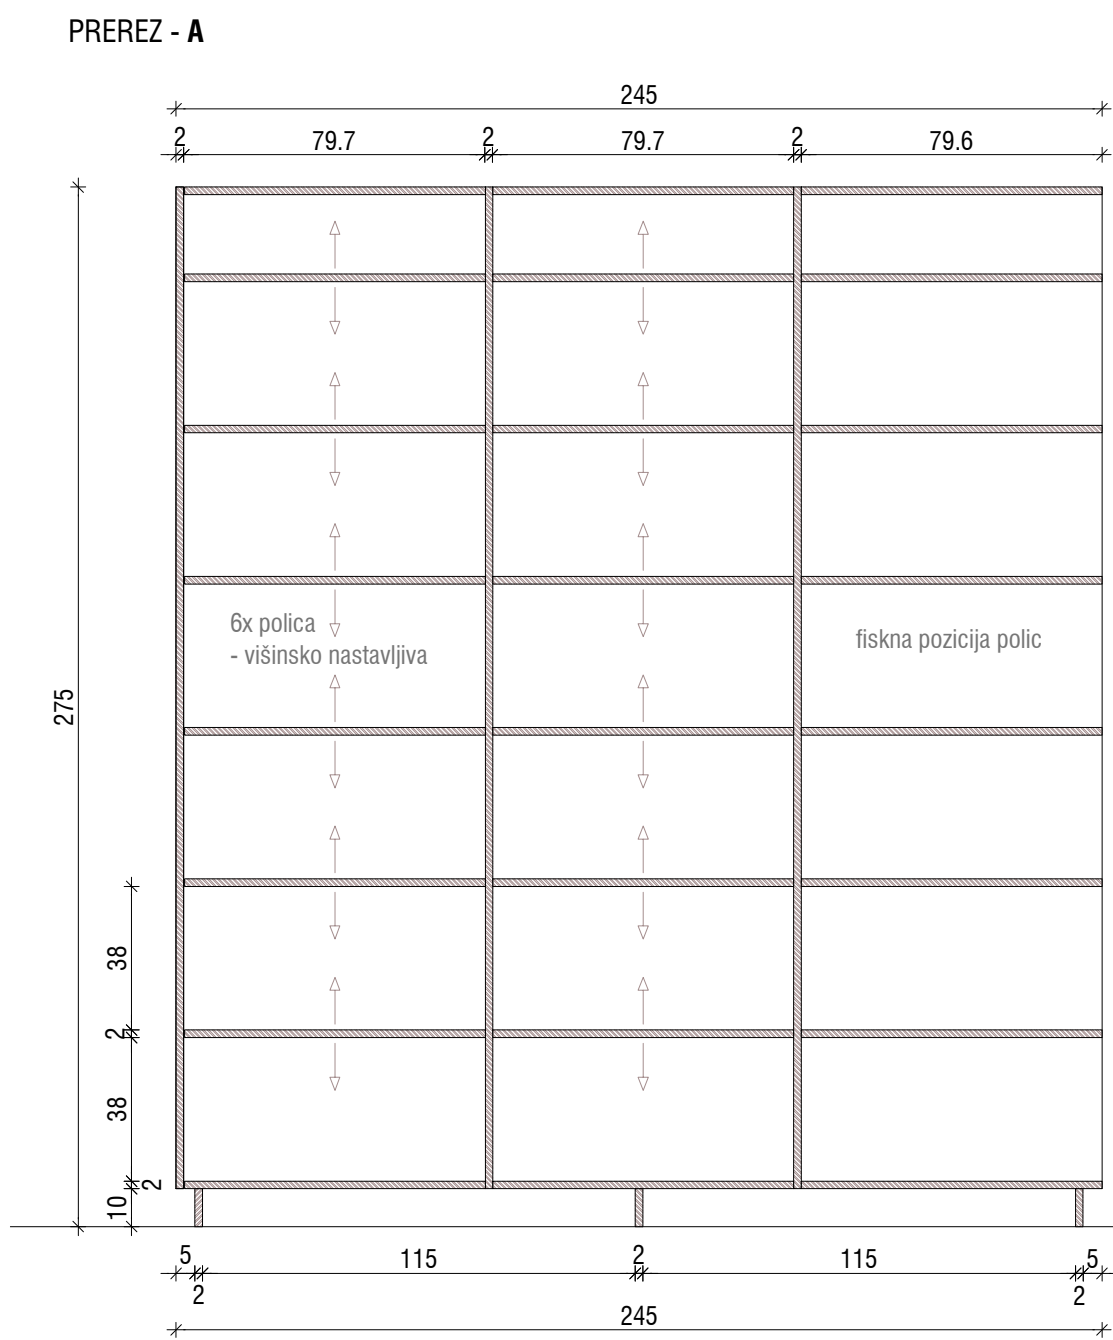 PREREZ - A
245
2 79.7 2 79.7 2 79.6
6x polica
- višinsko nastavljiva
fiskna pozicija polic
275
38
2
38
2
10
5 115 2 115 5
2 2
245